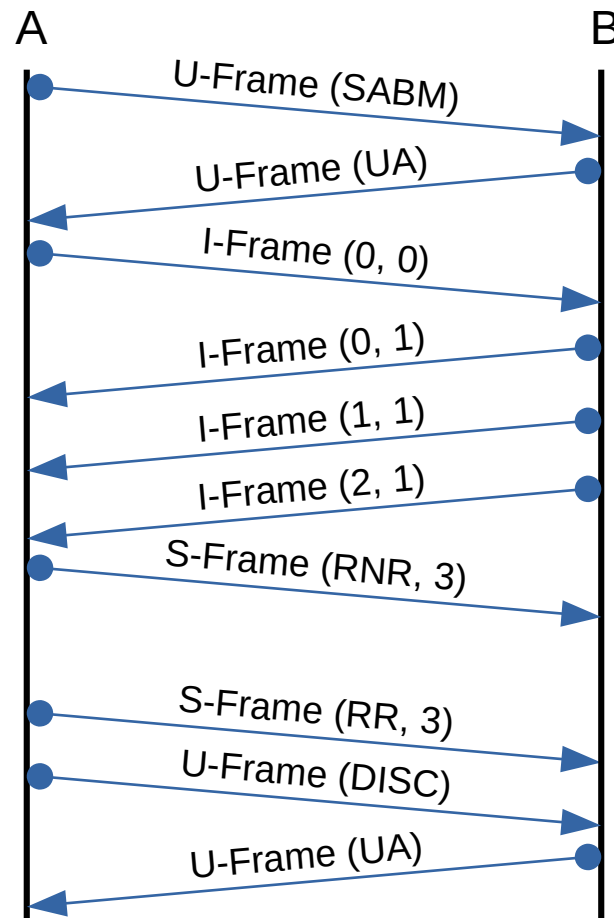 A
B
U-Frame (SABM)
U-Frame (UA)
I-Frame (0, 0)
I-Frame (0, 1)
I-Frame (1, 1)
I-Frame (2, 1)
S-Frame (RNR, 3)
S-Frame (RR, 3)
U-Frame (DISC)
U-Frame (UA)